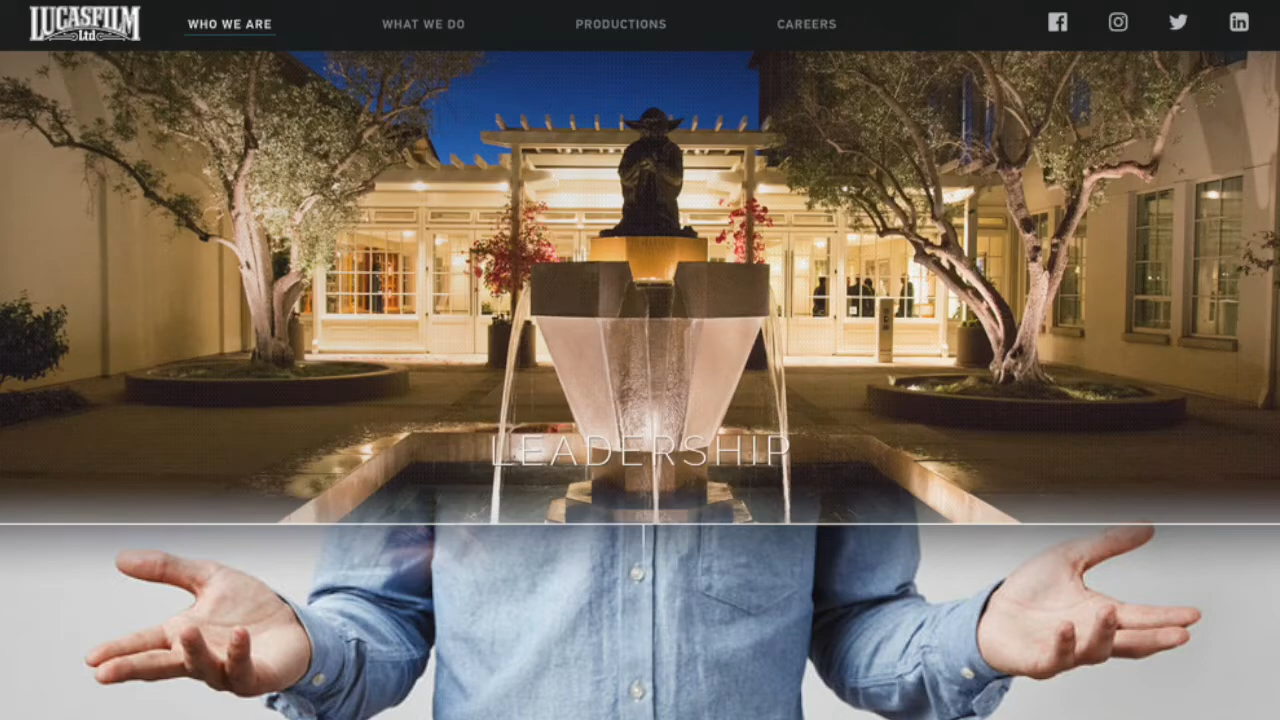 LUCASFILM
Ltd
WHO WE ARE
WHAT WE DO
PRODUCTIONS
CAREERS
LEADERSHIP